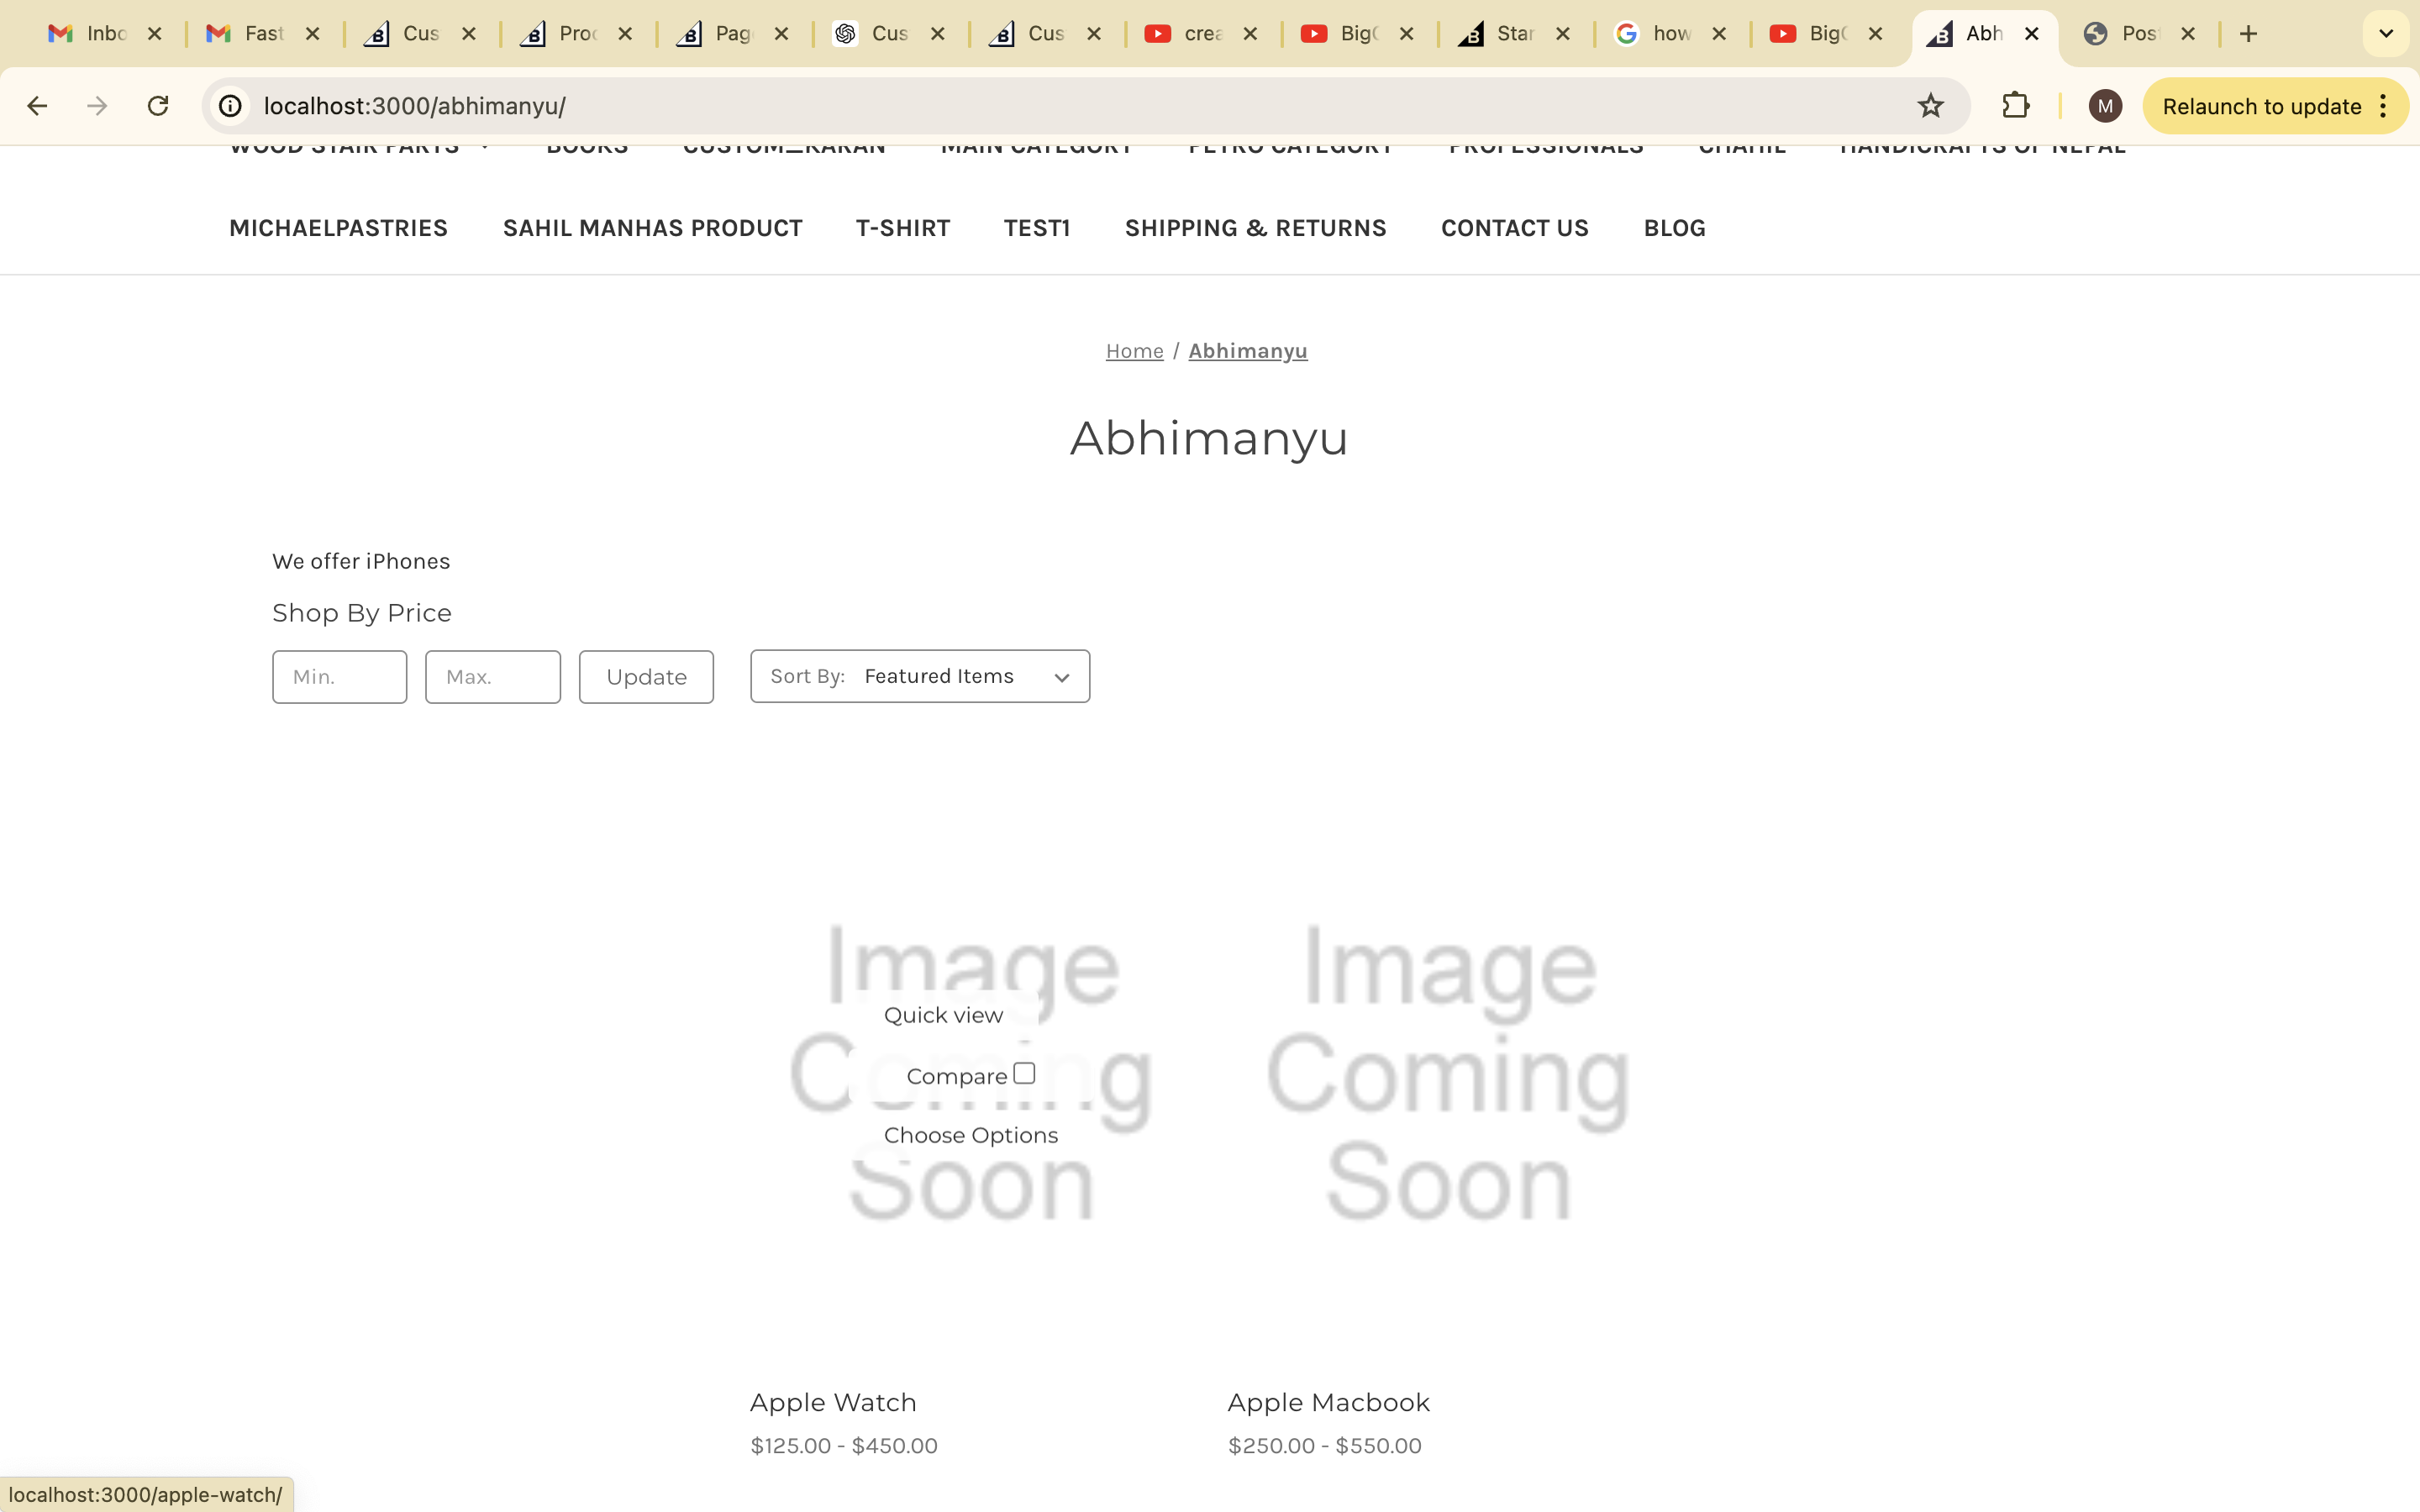 Inbo
Fast
Cus
Pro
Pag
Cus
Cus
crea
Big
Star
how
Big
Abh
Pos
localhost:3000/abhimanyu/
M
Relaunch to update
WOOD STAIR PARTS BOOKS CUSTOM_KARAN MAIN CATEGORY PETRO CATEGORY PROFESSIONALS CHAHIL HANDICRAFTS OF NEPAL
MICHAELPASTRIES SAHIL MANHAS PRODUCT T-SHIRT TEST1 SHIPPING & RETURNS CONTACT US BLOG
Home / Abhimanyu
Abhimanyu
We offer iPhones
Shop By Price
Min. Max. Update Sort By: Featured Items
Image
Coming
Soon
Quick view
Compare
Choose Options
Image
Coming
Soon
Apple Watch
$125.00 - $450.00
Apple Macbook
$250.00 - $550.00
localhost:3000/apple-watch/